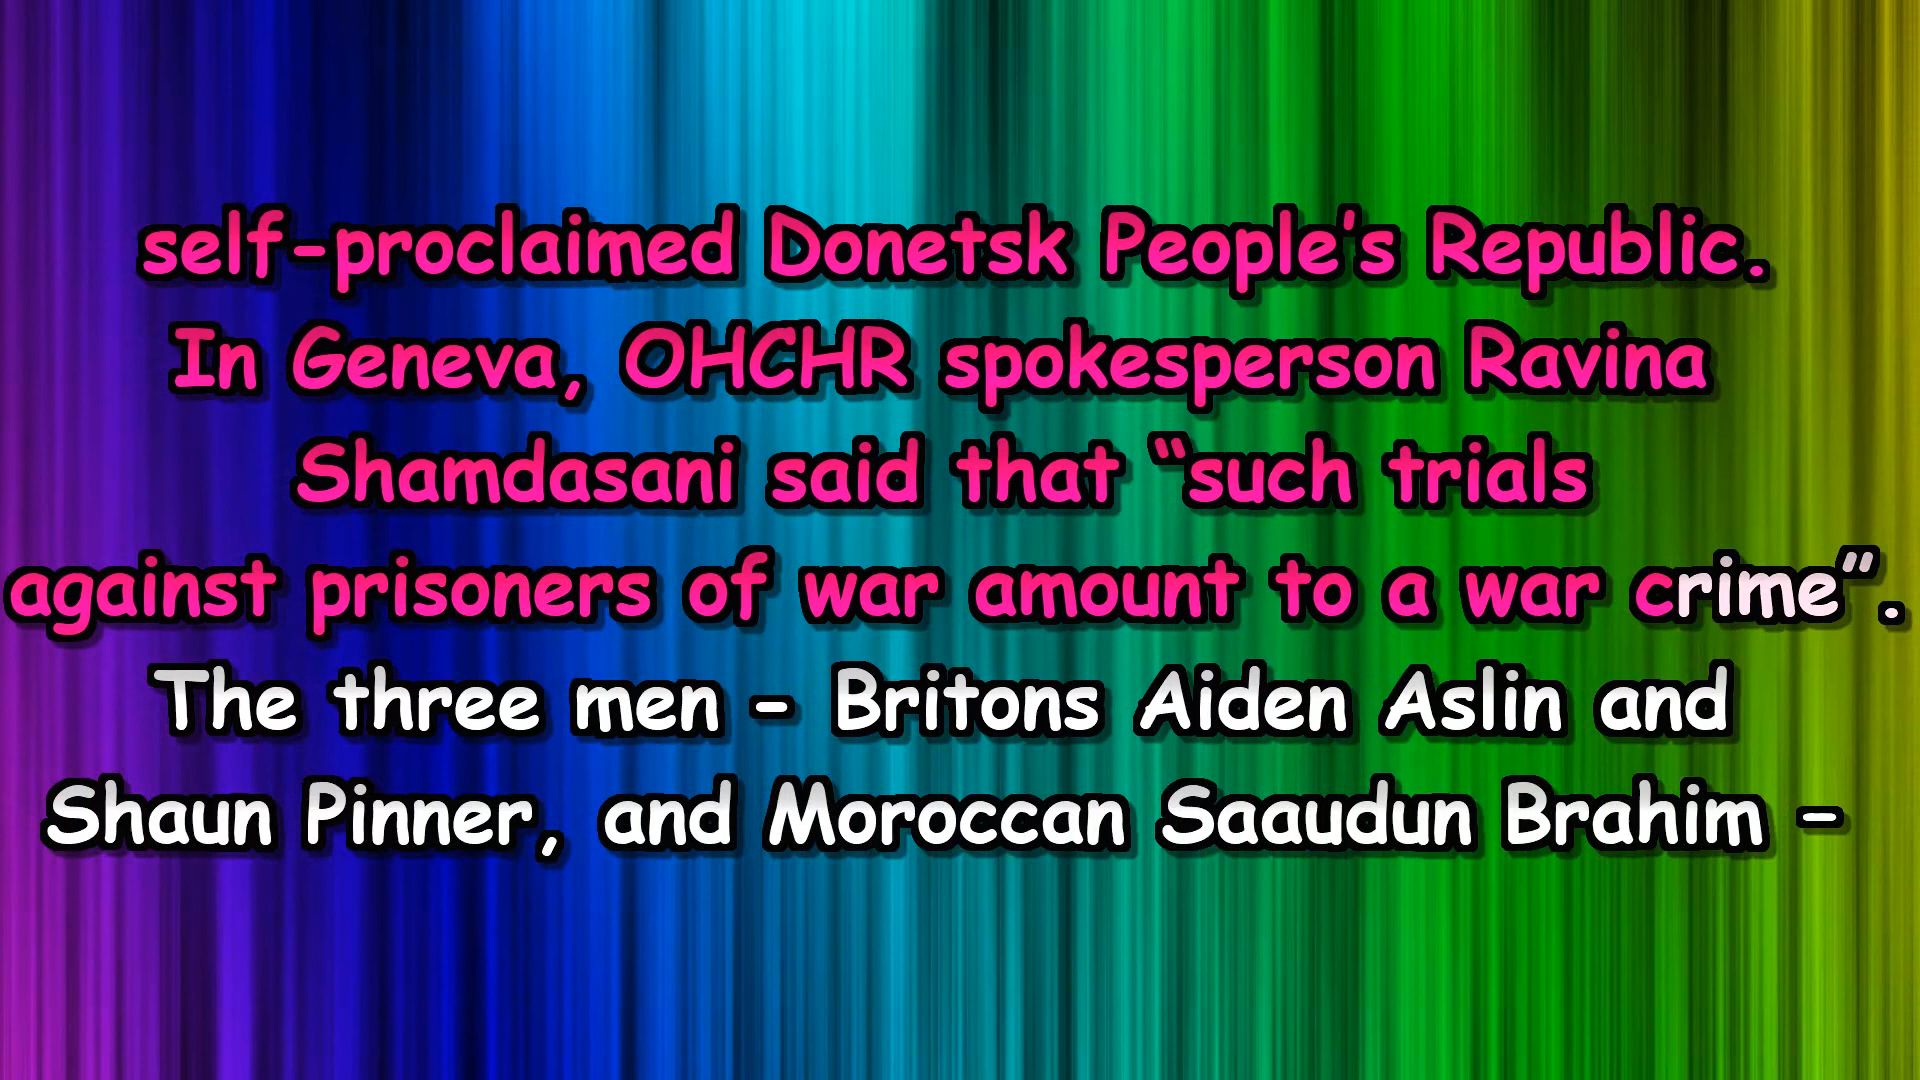 self-proclaimed Donetsk People's Republic.
In Geneva, OHCHR spokesperson Ravina
Shamdasani said that “such trials
against prisoners of war amount to a war crime”.
The three men - Britons Aiden Aslin and
Shaun Pinner, and Moroccan Saaudun Brahim –